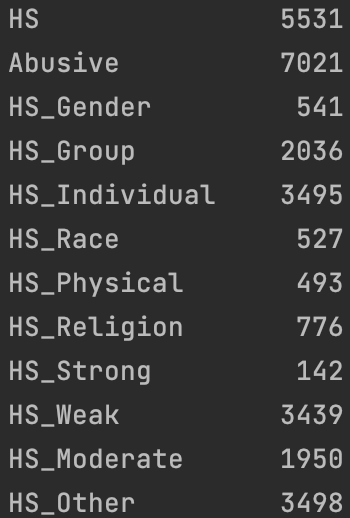 HS 5531
Abusive 7021
HS_Gender 541
HS_Group 2036
HS_Individual 3495
HS_Race 527
HS_Physical 493
HS_Religion 776
HS_Strong 142
HS_Weak 3439
HS_Moderate 1950
HS_Other 3498